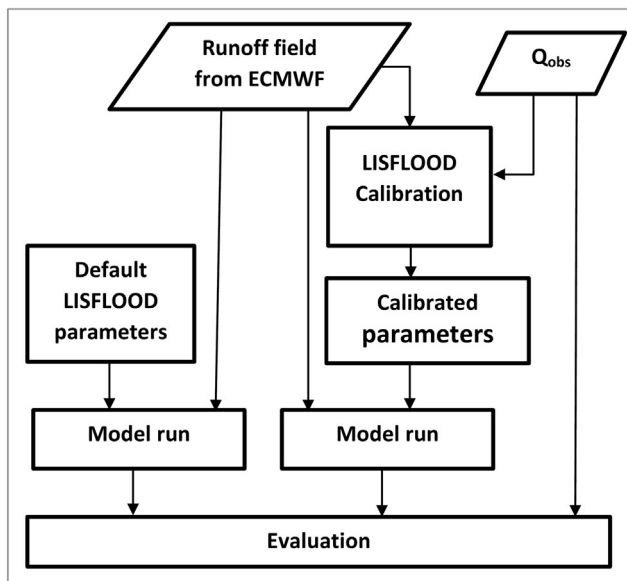 Runoff field
from ECMWF
Qobs
LISFLOOD
Calibration
Default
LISFLOOD
parameters
Calibrated
parameters
Model run
Model run
Evaluation